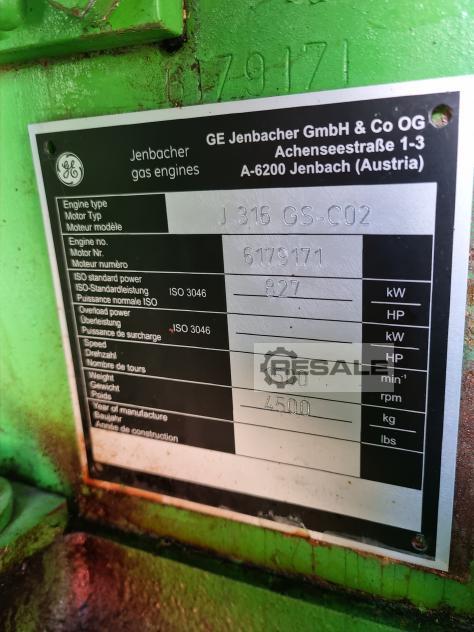 6179171
GE
Jenbacher
gas engines
GE Jenbacher GmbH & Co OG
Achenseestraße 1-3
A-6200 Jenbach (Austria)
Engine type
Motor Typ
Moteur modèle
J 316 GS-C02
Engine no.
Motor Nr.
Moteur numèro
6179171
ISO standard power
ISO-Standardleistung
Puissance normale ISO
ISO 3046
827
kW
HP
Overload power
Überleistung
Puissance de surcharge
ISO 3046
kW
HP
Speed
Drehzahl
Nombre de tours
min⁻¹
rpm
Weight
Gewicht
Poids
4500
kg
lbs
Year of manufacture
Baujahr
Année de construction
RESALE